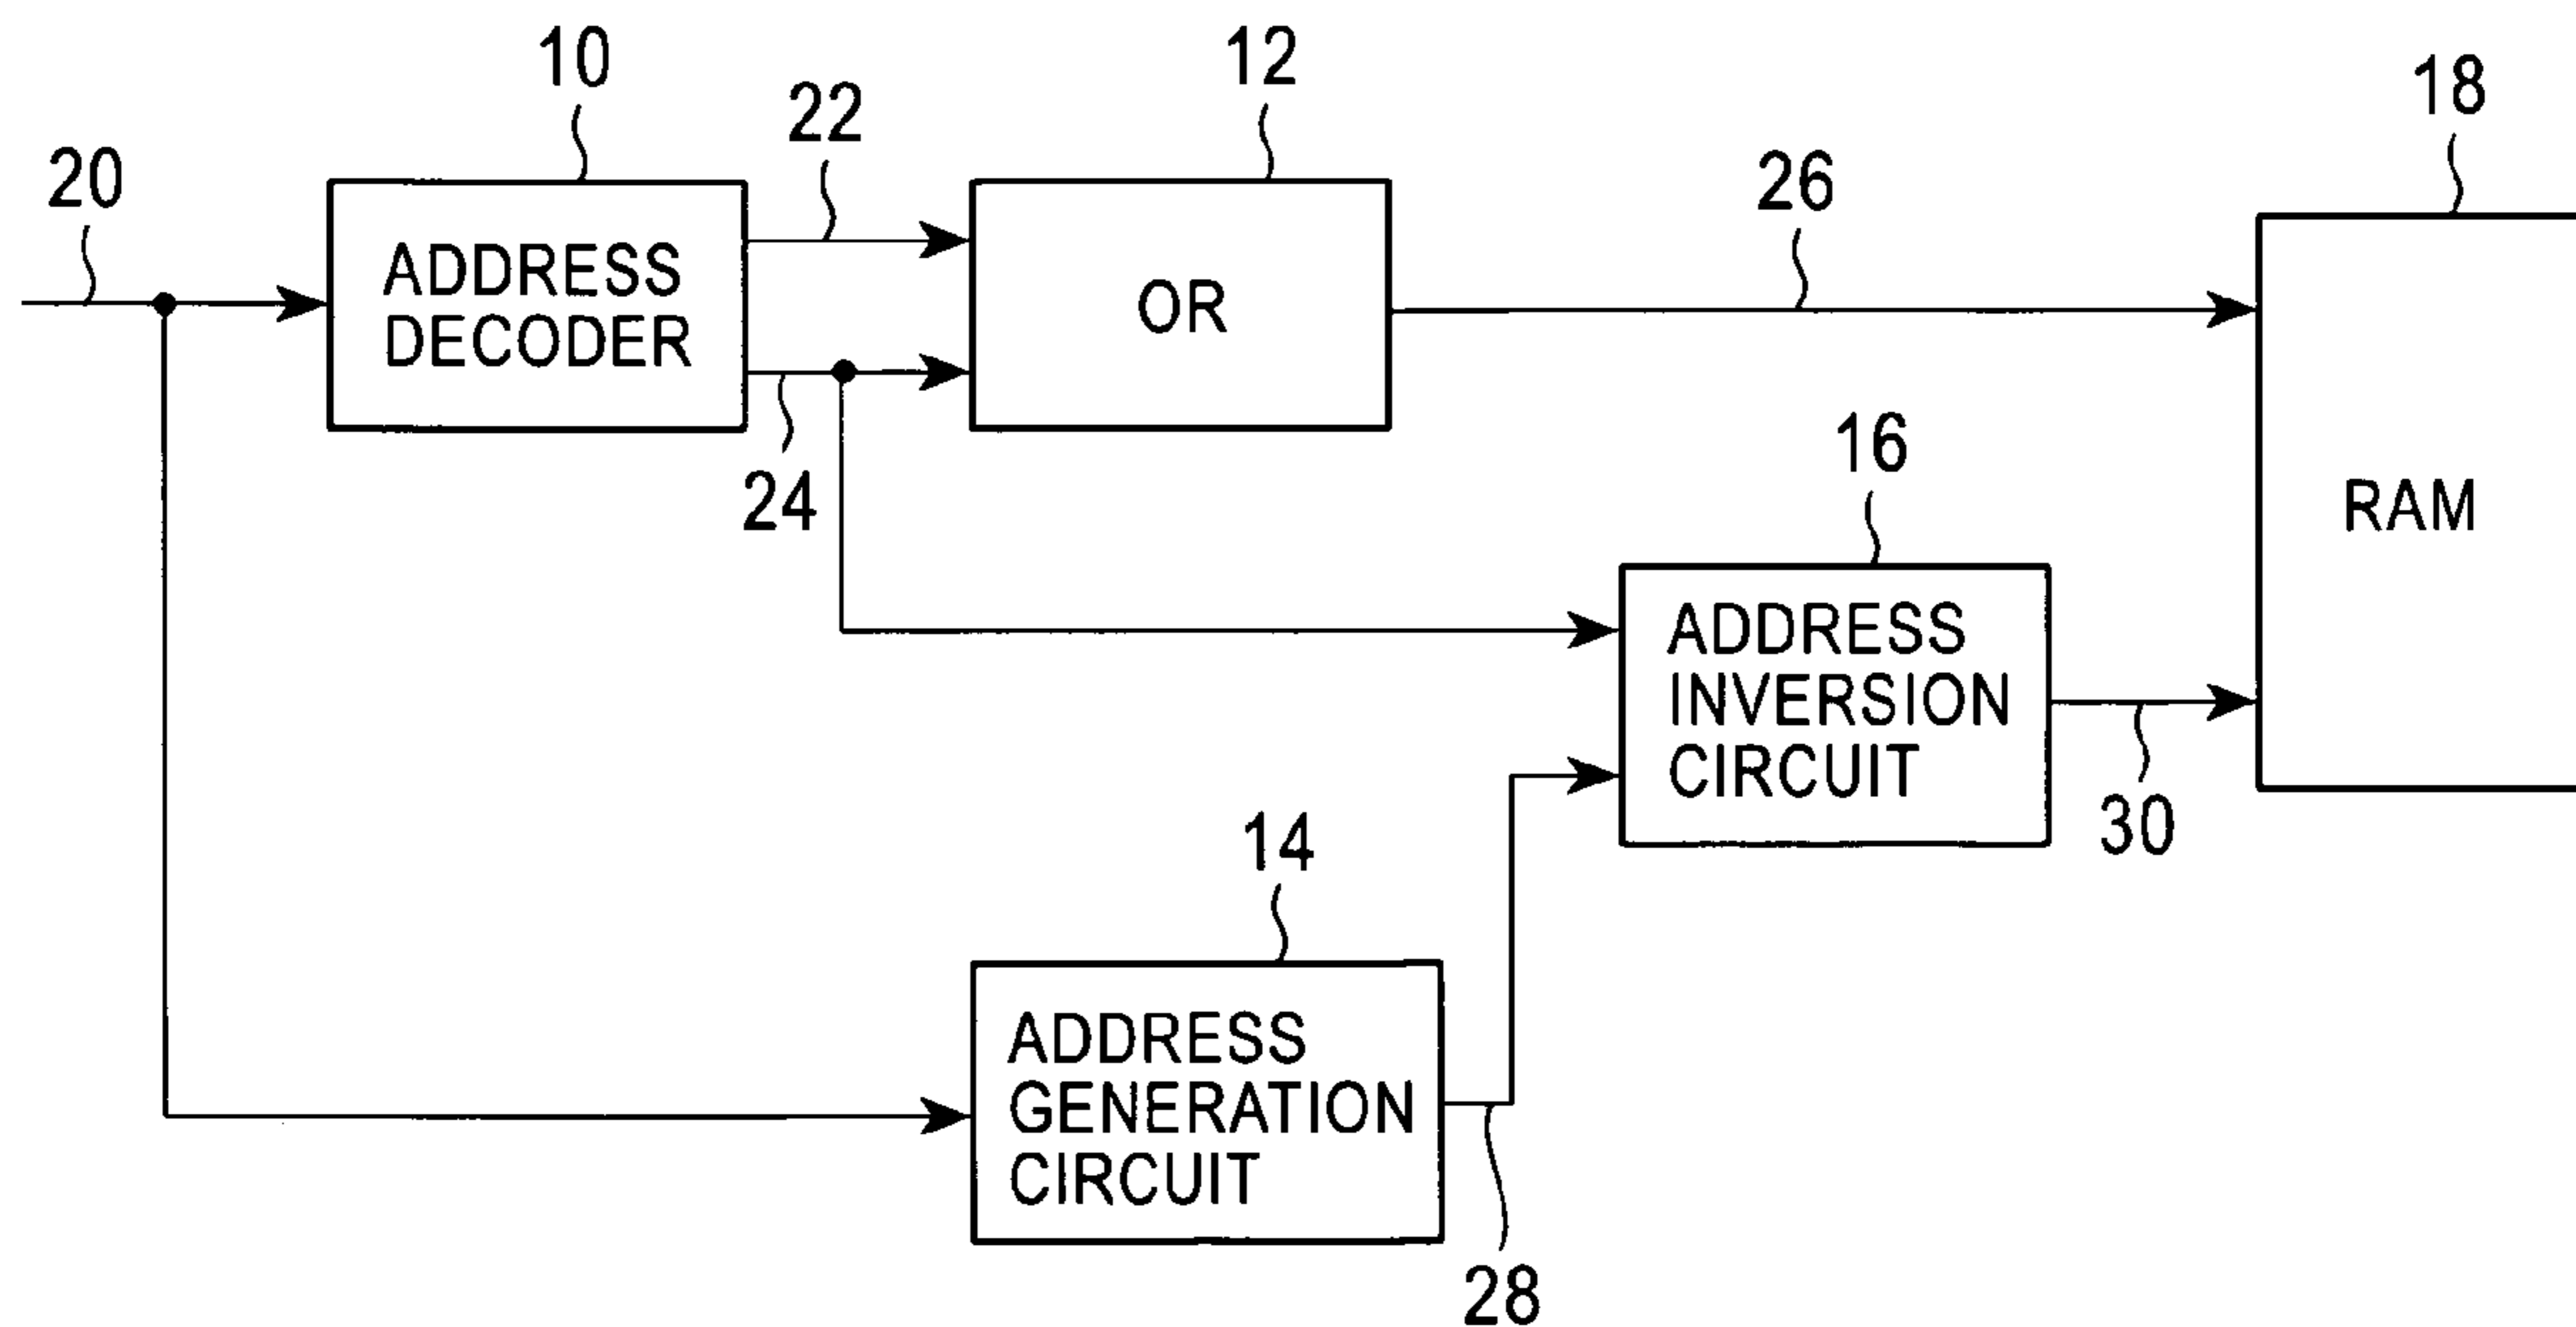 10
12
18
20
22
26
ADDRESS
DECODER
OR
24
16
RAM
ADDRESS
INVERSION
CIRCUIT
30
14
ADDRESS
GENERATION
CIRCUIT
28